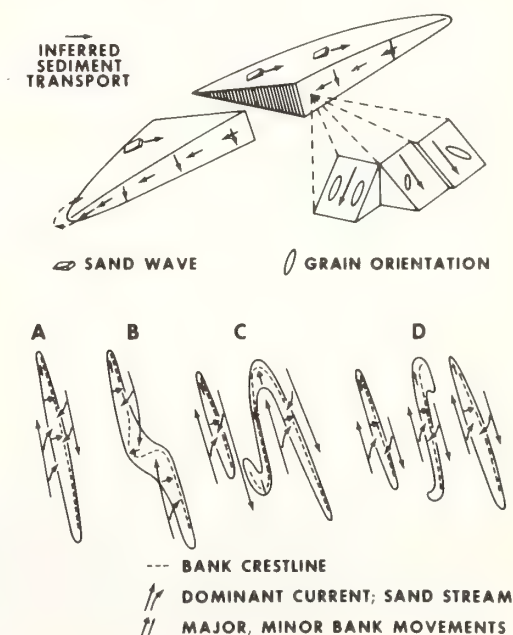 INFERRED
SEDIMENT
TRANSPORT
SAND WAVE
GRAIN ORIENTATION
A
B
C
D
BANK CRESTLINE
DOMINANT CURRENT; SAND STREAM
MAJOR, MINOR BANK MOVEMENTS